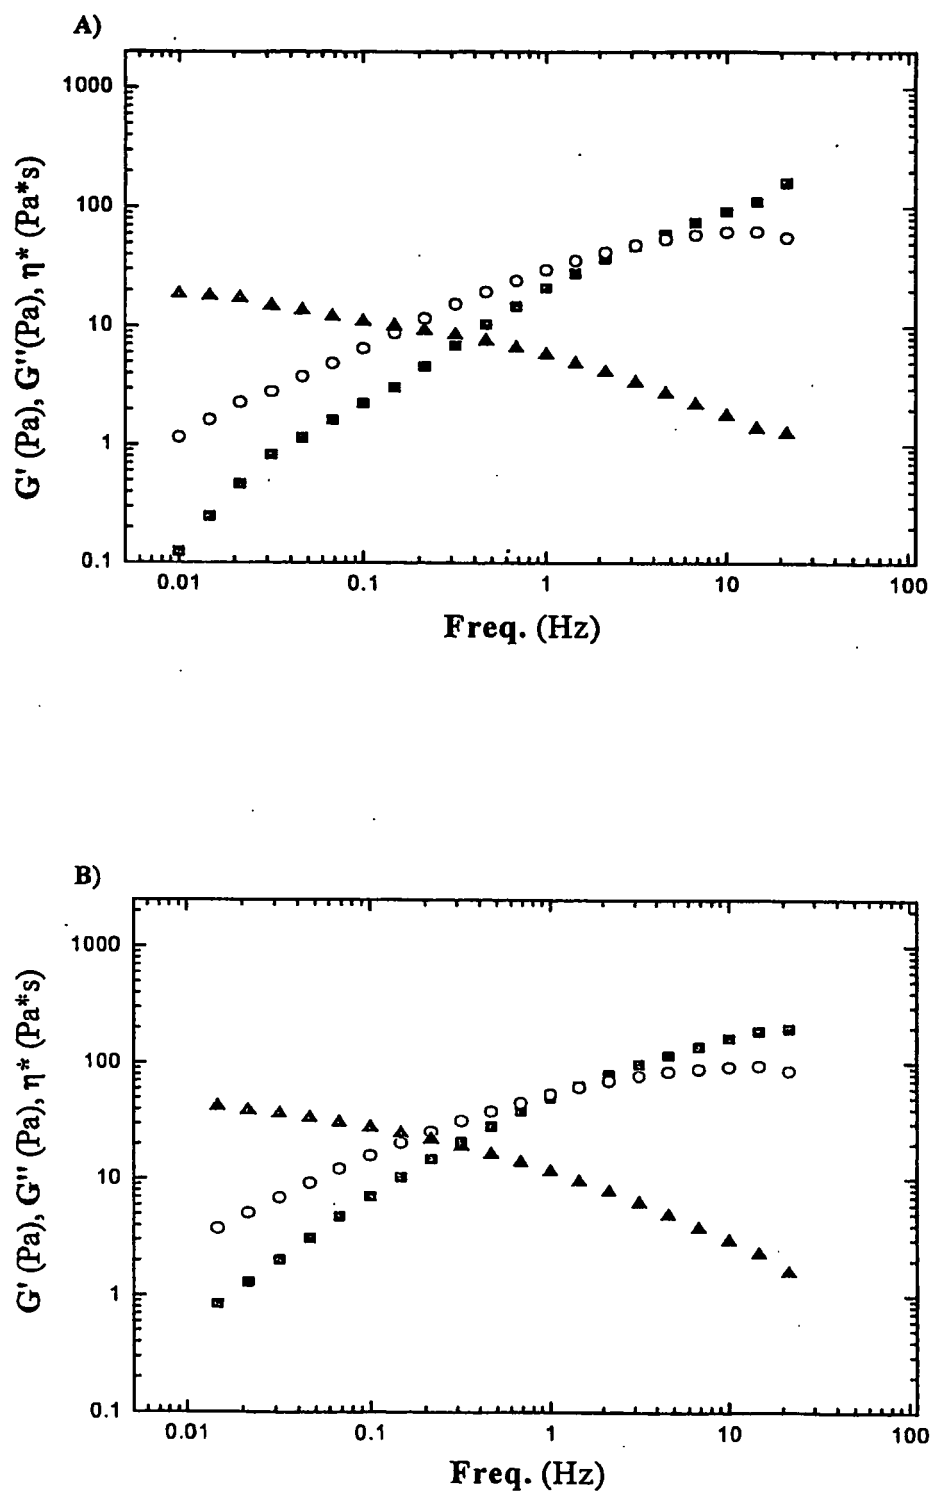 A)
G' (Pa), G''(Pa), η* (Pa*s)
1000
100
10
1
0.1
0.01 0.1 1 10 100
Freq. (Hz)
B)
G' (Pa), G'' (Pa), η* (Pa*s)
1000
100
10
1
0.1
0.01 0.1 1 10 100
Freq. (Hz)